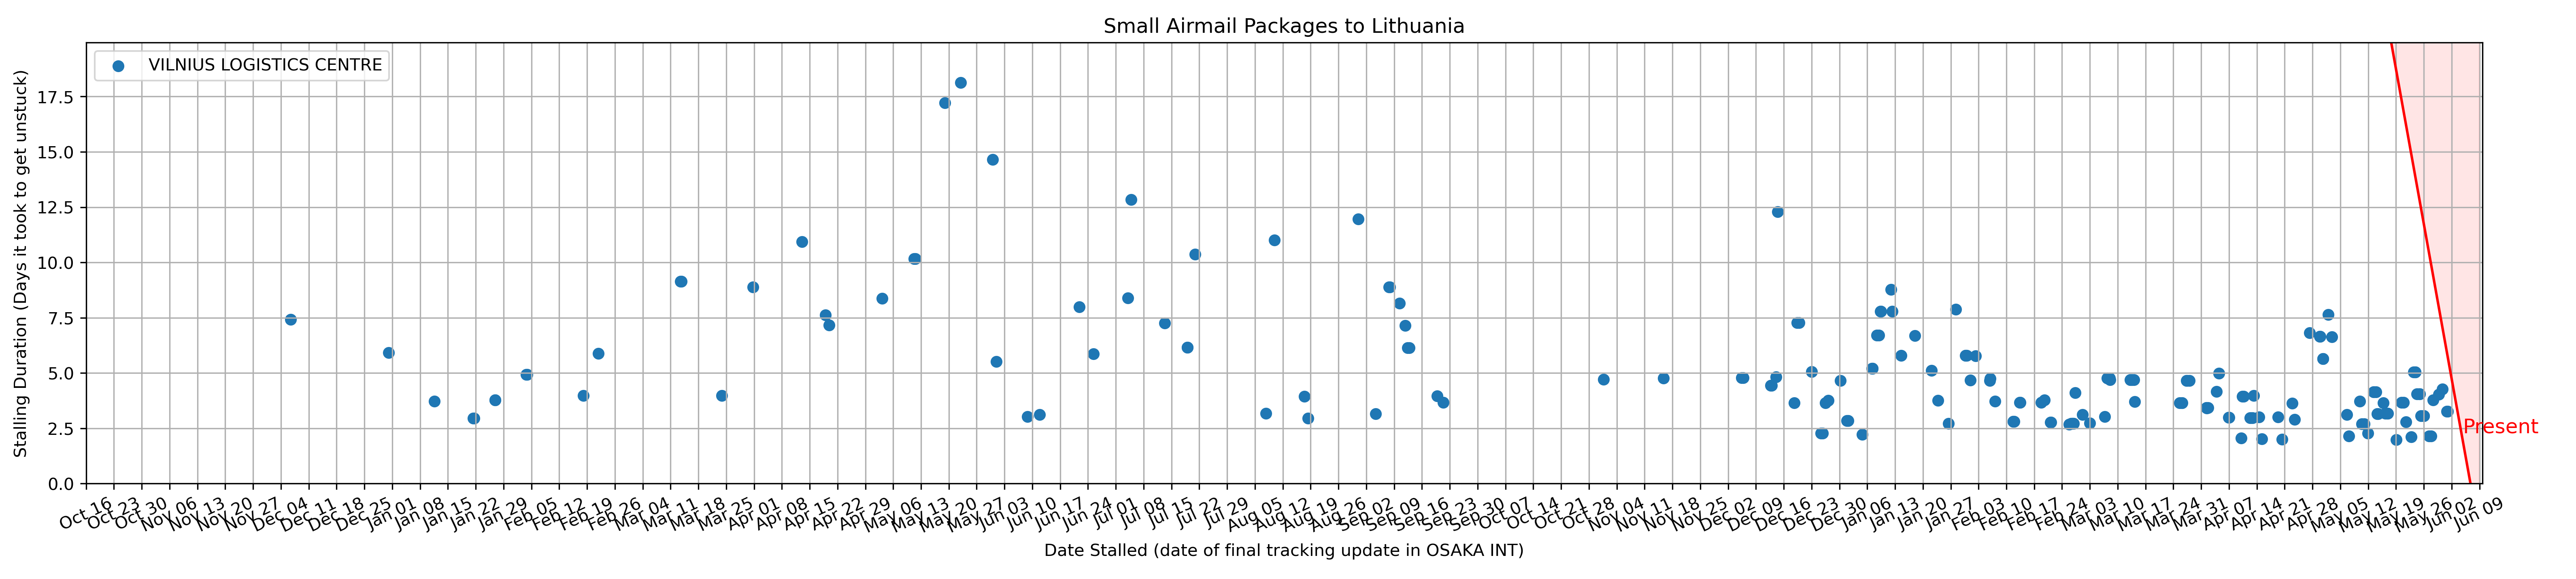 Small Airmail Packages to Lithuania
VILNIUS LOGISTICS CENTRE
Stalling Duration (Days it took to get unstuck)
17.5
15.0
12.5
10.0
7.5
5.0
2.5
0.0
Present
Oct 16
Oct 23
Oct 30
Nov 06
Nov 13
Nov 20
Nov 27
Dec 04
Dec 11
Dec 18
Dec 25
Jan 01
Jan 08
Jan 15
Jan 22
Jan 29
Feb 05
Feb 12
Feb 19
Feb 26
Mar 04
Mar 11
Mar 18
Mar 25
Apr 01
Apr 08
Apr 15
Apr 22
Apr 29
May 06
May 13
May 20
May 27
Jun 03
Jun 10
Jun 17
Jun 24
Jul 01
Jul 08
Jul 15
Jul 22
Jul 29
Aug 05
Aug 12
Aug 19
Aug 26
Sep 02
Sep 09
Sep 16
Sep 23
Sep 30
Oct 07
Oct 14
Oct 21
Oct 28
Nov 04
Nov 11
Nov 18
Nov 25
Dec 02
Dec 09
Dec 16
Dec 23
Dec 30
Jan 06
Jan 13
Jan 20
Jan 27
Feb 03
Feb 10
Feb 17
Feb 24
Mar 03
Mar 10
Mar 17
Mar 24
Mar 31
Apr 07
Apr 14
Apr 21
Apr 28
May 05
May 12
May 19
May 26
Jun 02
Jun 09
Date Stalled (date of final tracking update in OSAKA INT)